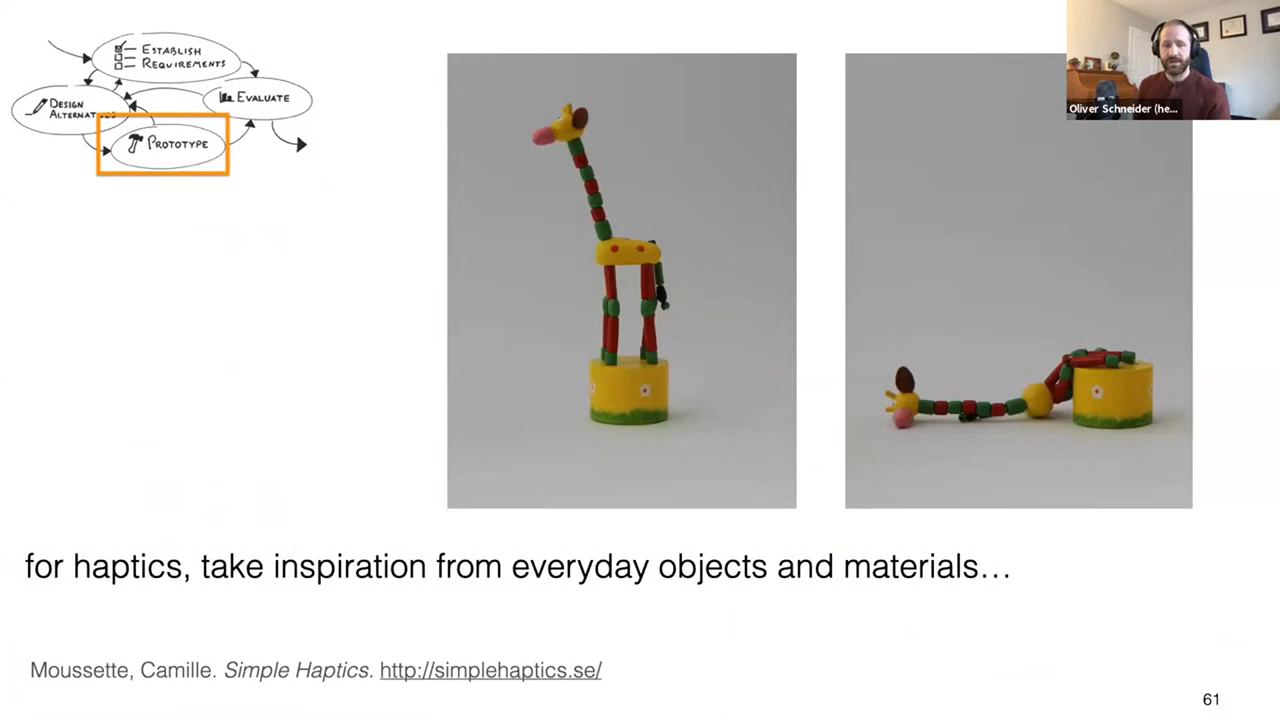 ESTABLISH
REQUIREMENTS
DESIGN
EVALUATE
PROTOTYPE
Oliver Schneider (he...
for haptics, take inspiration from everyday objects and materials…
Moussette, Camille. Simple Haptics. http://simplehaptics.se/
61